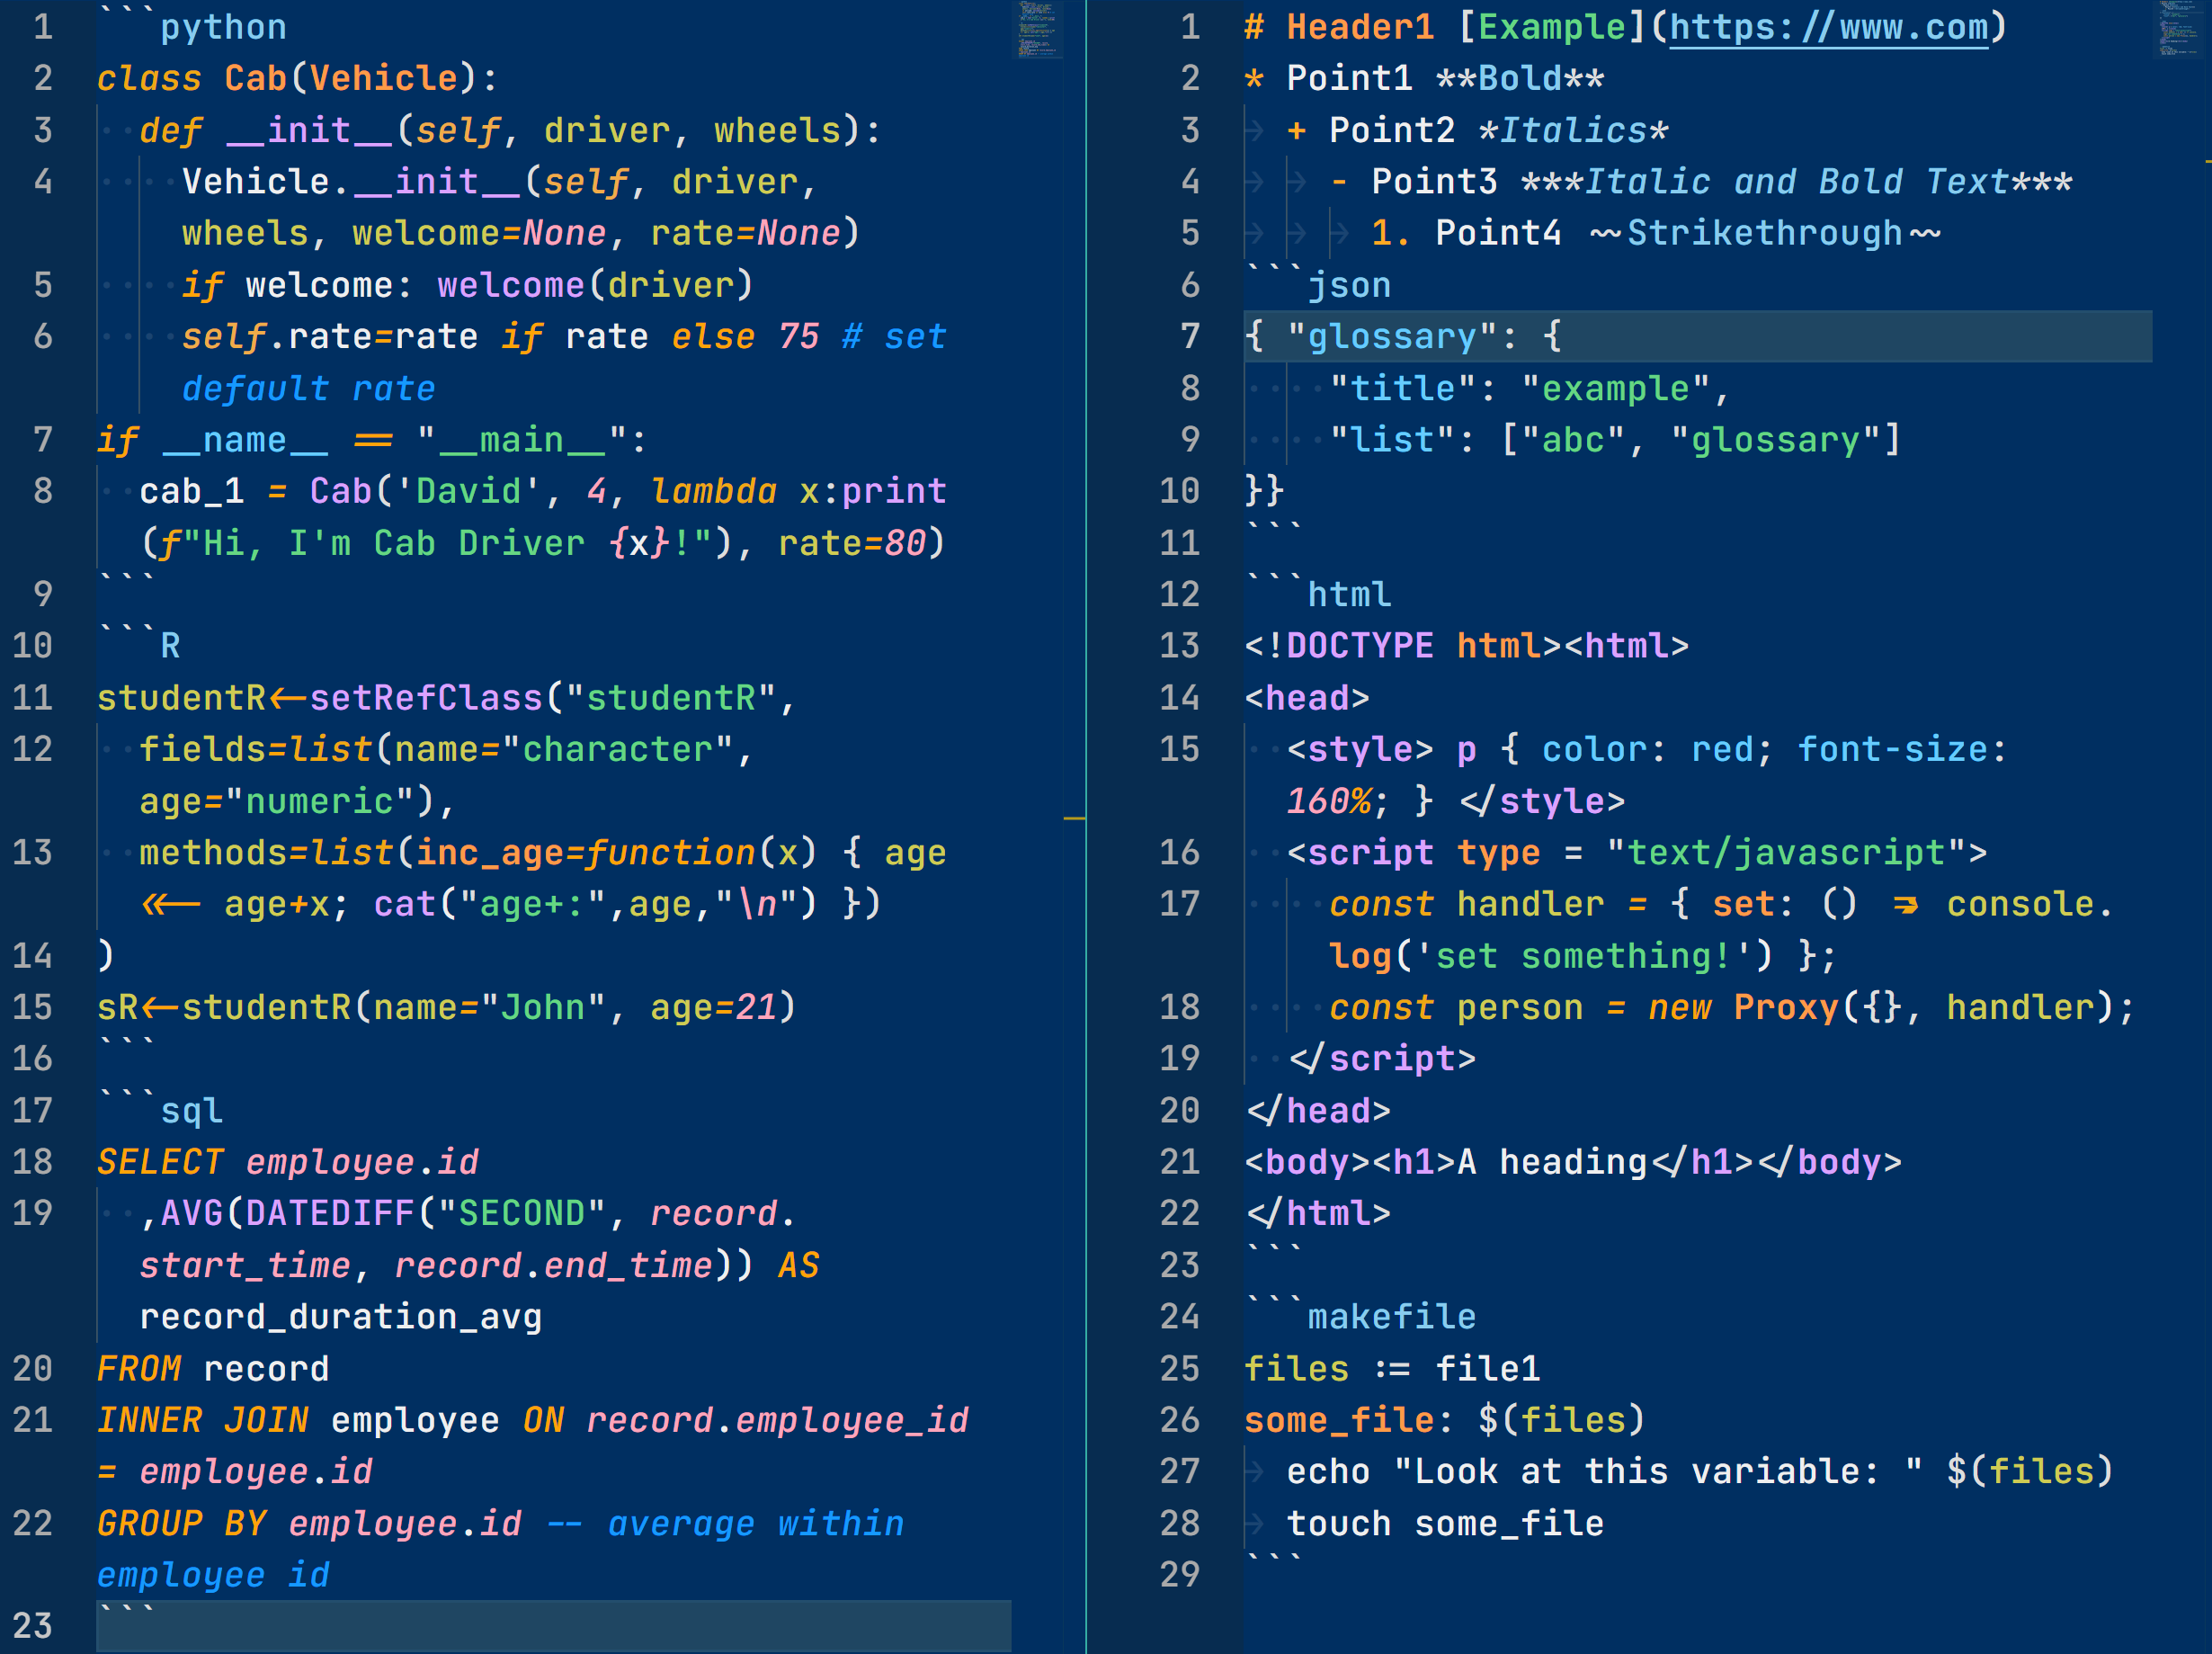 1 ```python
2 class Cab(Vehicle):
3 def __init__(self, driver, wheels):
4 Vehicle.__init__(self, driver,
wheels, welcome=None, rate=None)
5 if welcome: welcome(driver)
6 self.rate=rate if rate else 75 # set
default rate
7 if __name__ == "__main__":
8 cab_1 = Cab('David', 4, lambda x:print
(f"Hi, I'm Cab Driver {x}!"), rate=80)
9 ```
10 ```R
11 studentR<-setRefClass("studentR",
12 fields=list(name="character",
age="numeric"),
13 methods=list(inc_age=function(x) { age
<<- age+x; cat("age+:",age,"\n") })
14 )
15 sR<-studentR(name="John", age=21)
16 ```
17 ```sql
18 SELECT employee.id
19 ,AVG(DATEDIFF("SECOND", record.
start_time, record.end_time)) AS
record_duration_avg
20 FROM record
21 INNER JOIN employee ON record.employee_id
= employee.id
22 GROUP BY employee.id -- average within
employee id
23 ```
1 # Header1 [Example](https://www.com)
2 * Point1 **Bold**
3 + Point2 *Italics*
4 - Point3 ***Italic and Bold Text***
5 1. Point4 ~~Strikethrough~~
6 ```json
7 { "glossary": {
8 "title": "example",
9 "list": ["abc", "glossary"]
10 }}
11 ```
12 ```html
13 <!DOCTYPE html><html>
14 <head>
15 <style> p { color: red; font-size:
160%; } </style>
16 <script type = "text/javascript">
17 const handler = { set: () => console.
log('set something!') };
18 const person = new Proxy({}, handler);
19 </script>
20 </head>
21 <body><h1>A heading</h1></body>
22 </html>
23 ```
24 ```makefile
25 files := file1
26 some_file: $(files)
27 echo "Look at this variable: " $(files)
28 touch some_file
29 ```